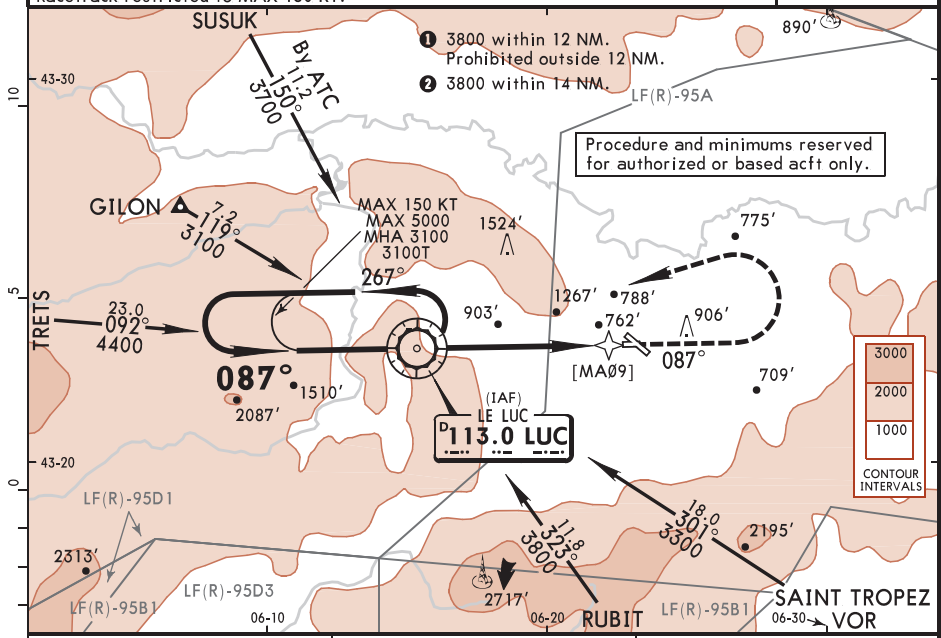 SUSUK
By ATC
11.2
150°
3700
❶ 3800 within 12 NM.
Prohibited outside 12 NM.
❷ 3800 within 14 NM.
890'
43-30
10
LF(R)-95A
Procedure and minimums reserved
for authorized or based acft only.
GILON
7.2
119°
3100
MAX 150 KT
MAX 5000
MHA 3100
3100T
1524'
775'
267°
5
TRETS
23.0
092°
4400
903'
1267'
788'
762'
906'
087°
[MAØ9]
087°
1510'
2087'
709'
(IAF)
LE LUC
D
113.0 LUC
3000
2000
1000
CONTOUR
INTERVALS
43-20
0
LF(R)-95D1
18.0
301°
3300
11.8
323°
3800
2195'
2313'
LF(R)-95D3
2717'
LF(R)-95B1
LF(R)-95B1
SAINT TROPEZ
VOR
06-10
06-20
RUBIT
06-30